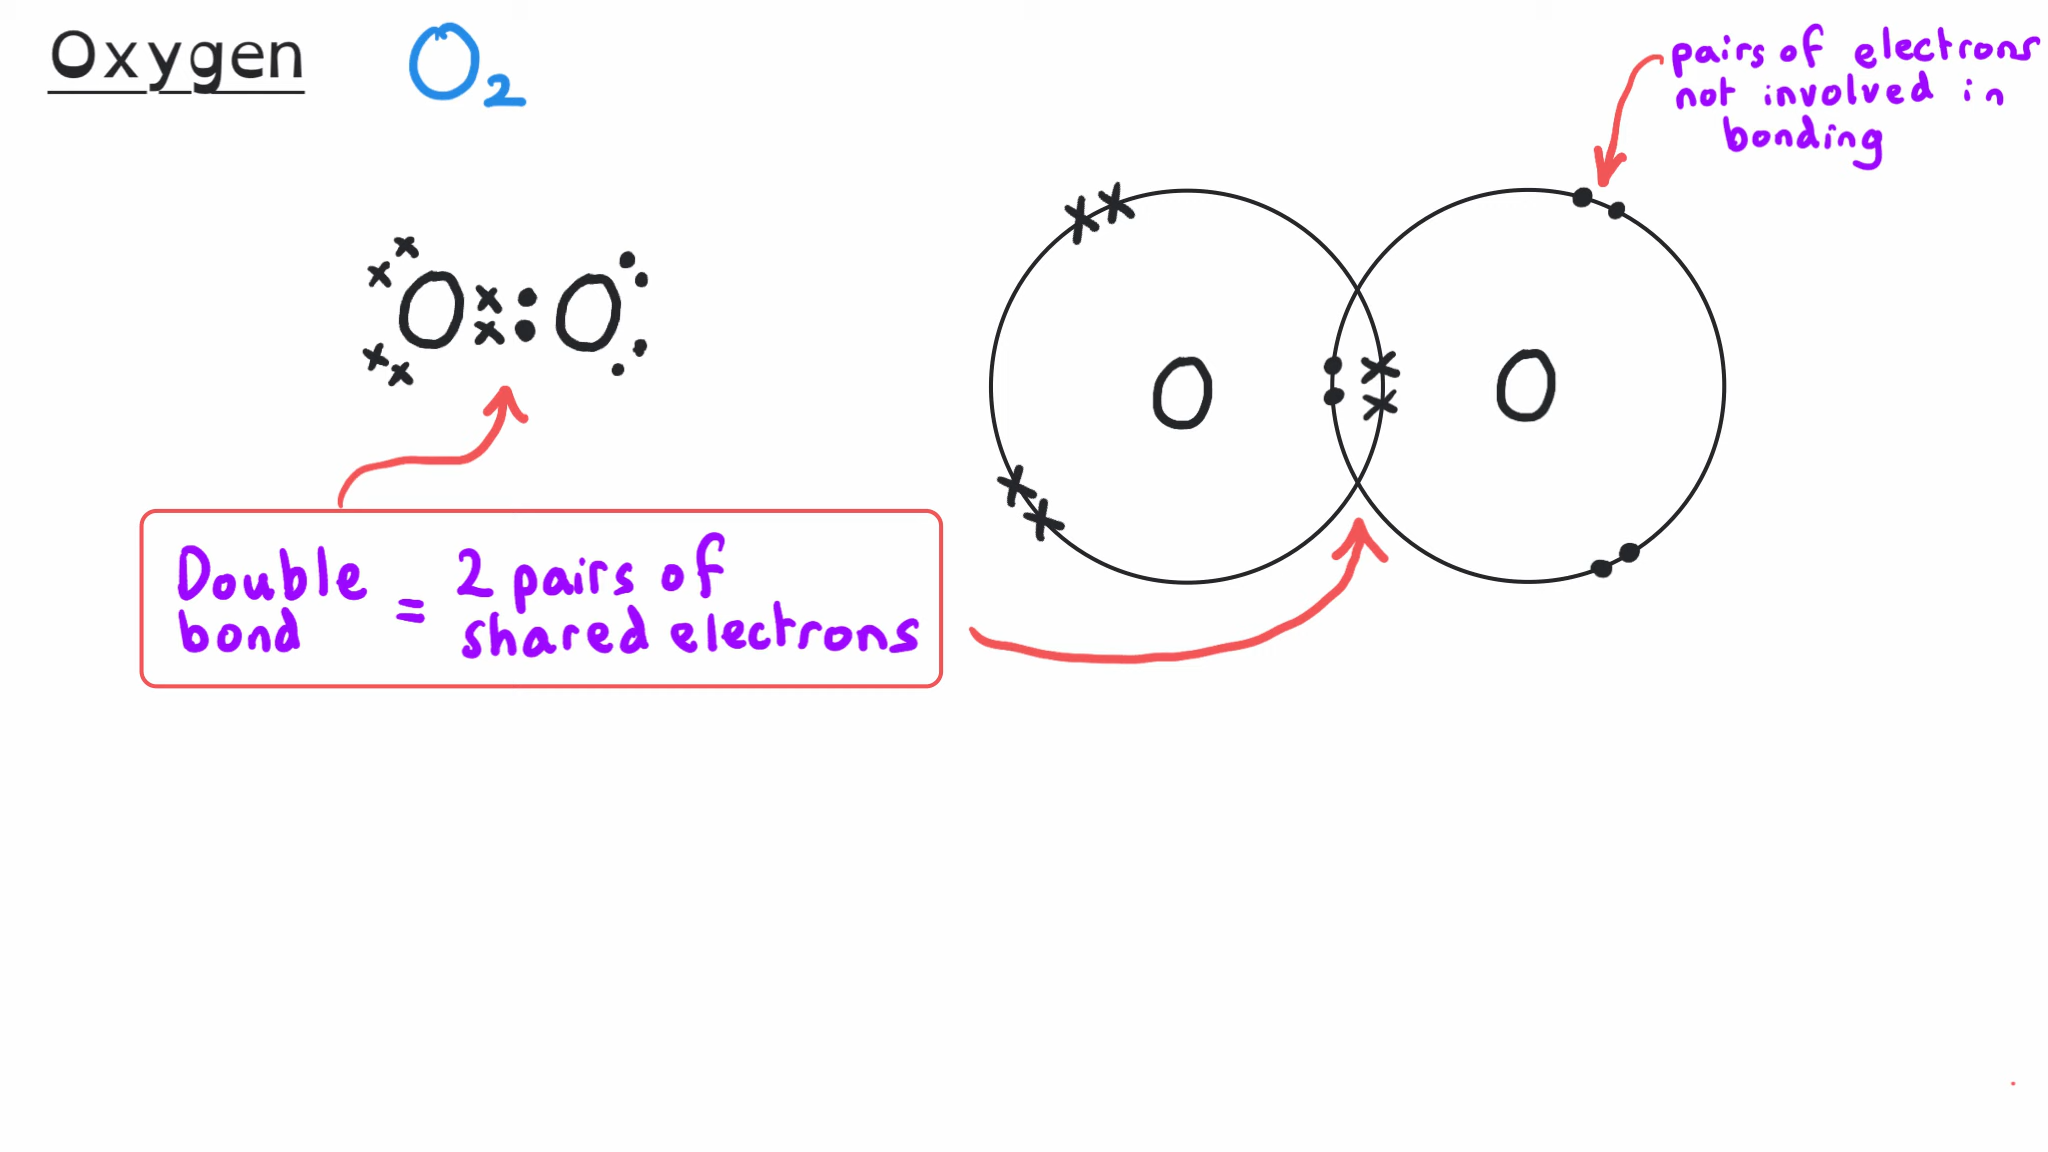 Oxygen O₂
pairs of electrons
not involved in
bonding
O O
O O
Double = 2 pairs of
bond shared electrons